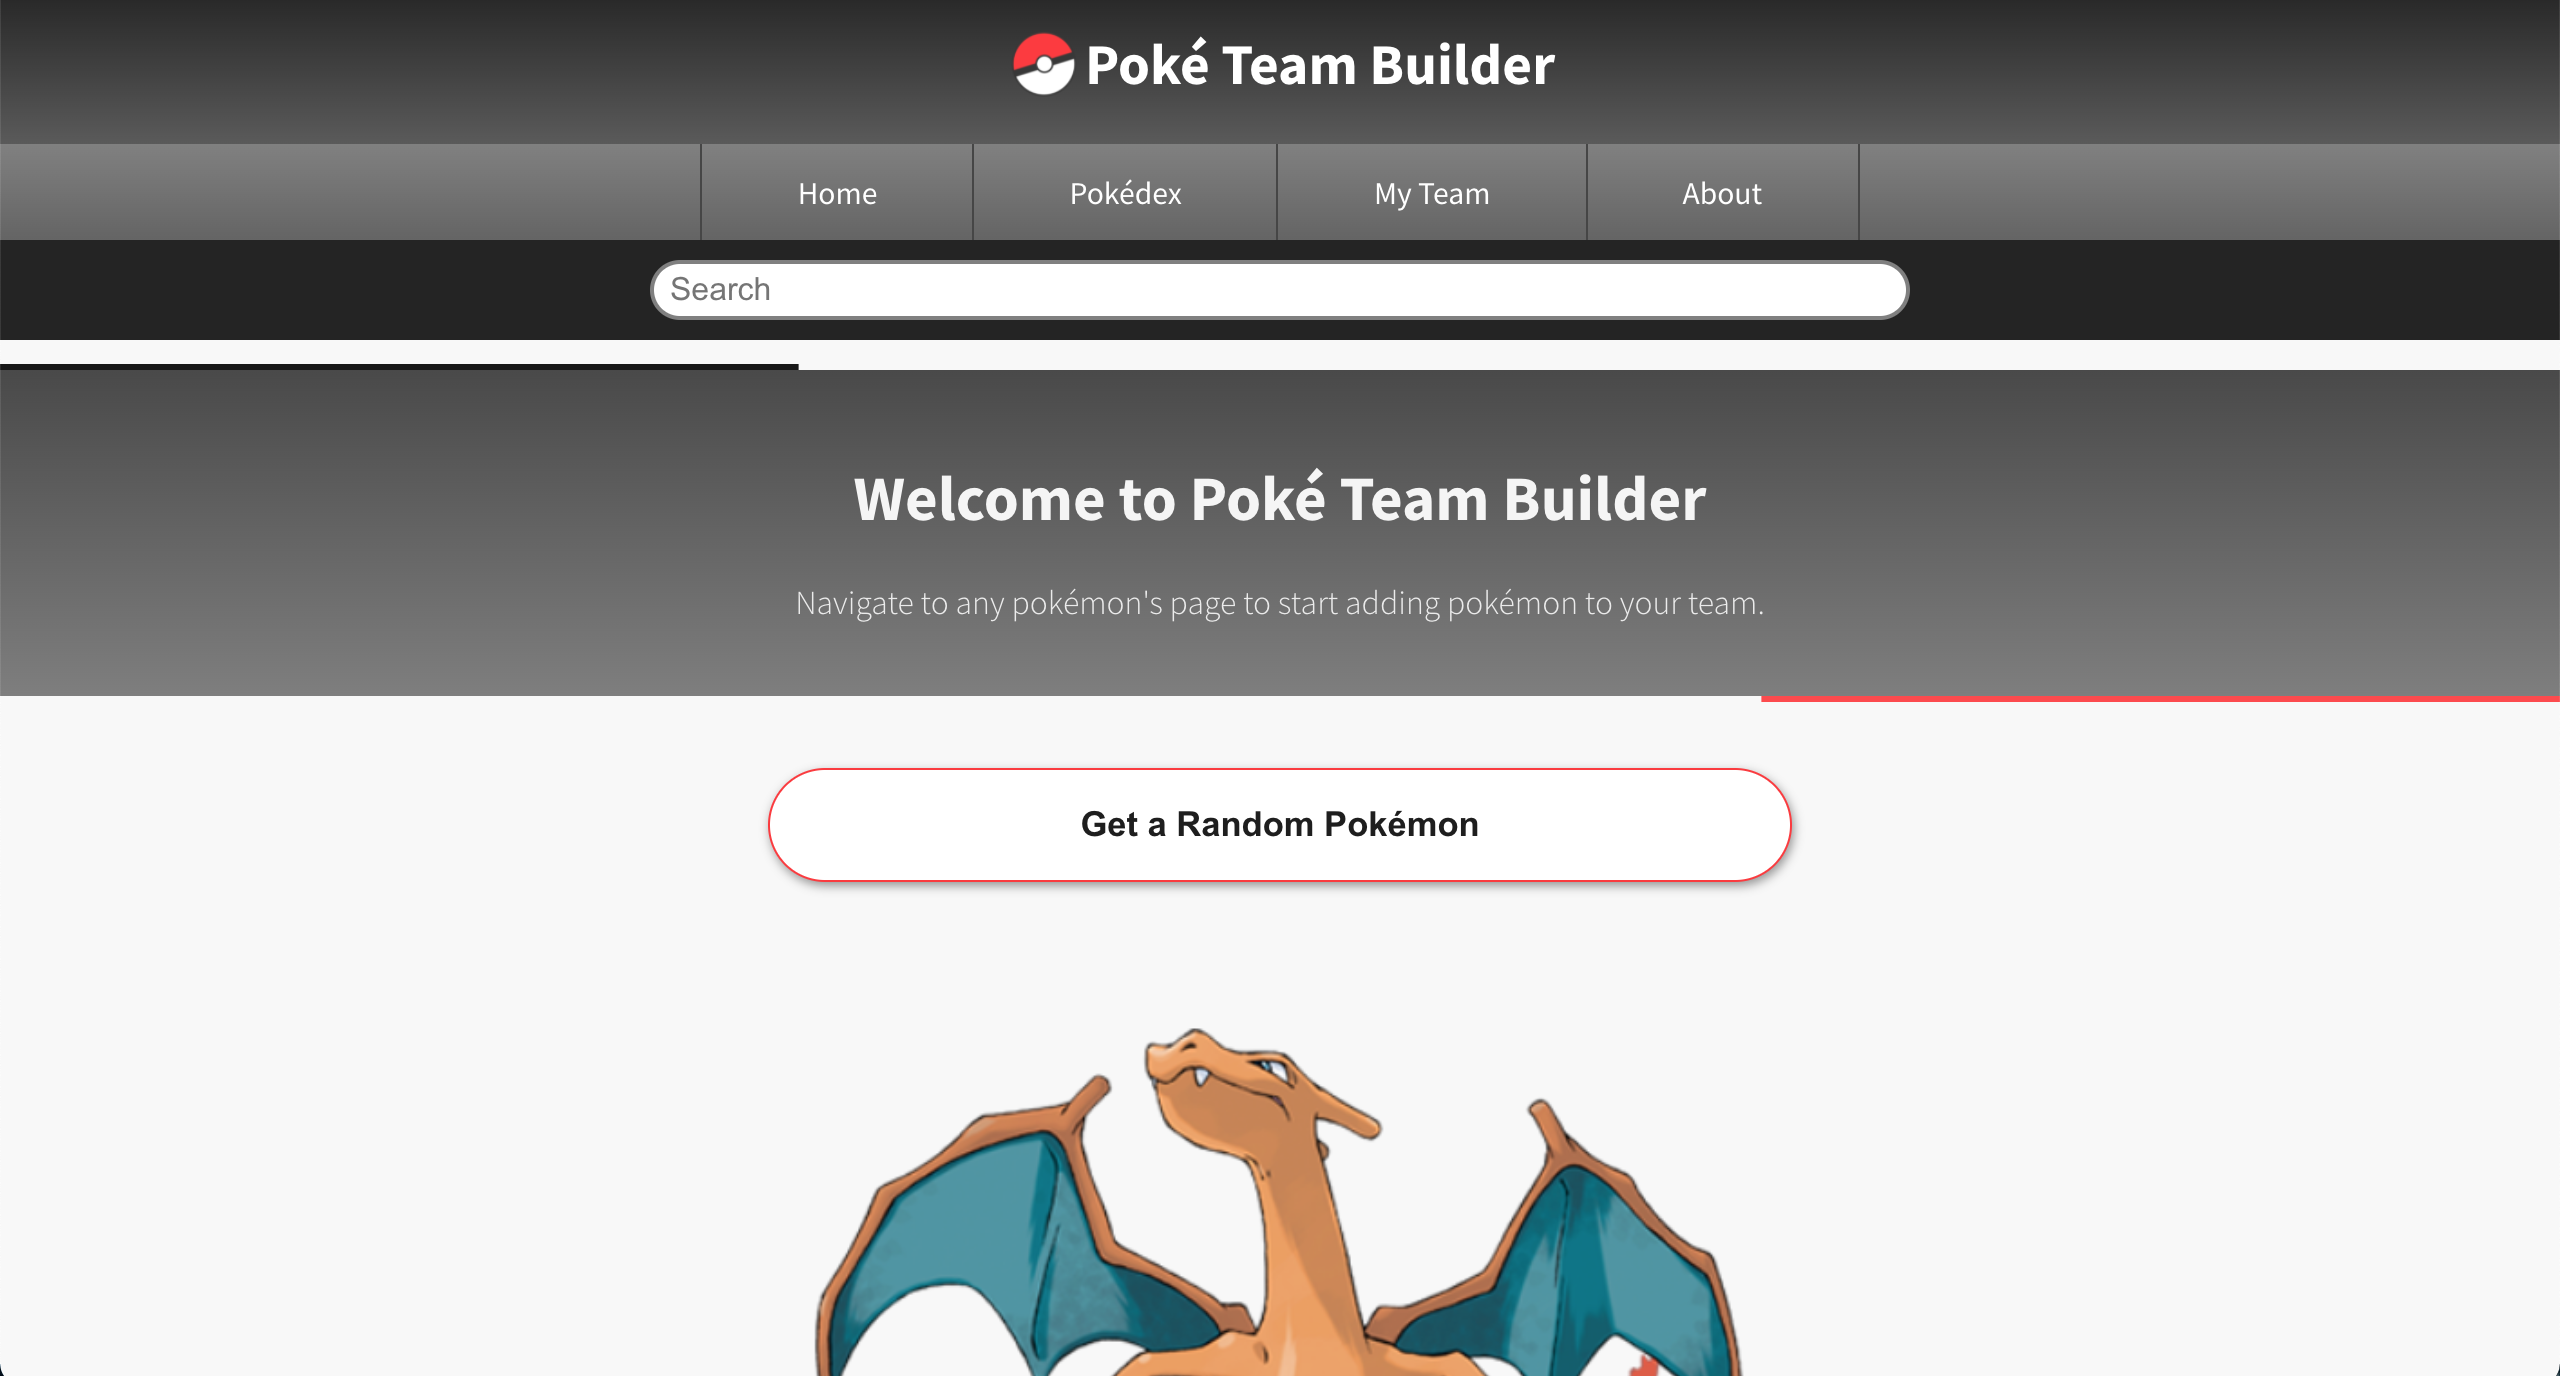 Poké Team Builder
Home Pokédex My Team About
Search
Welcome to Poké Team Builder
Navigate to any pokémon's page to start adding pokémon to your team.
Get a Random Pokémon